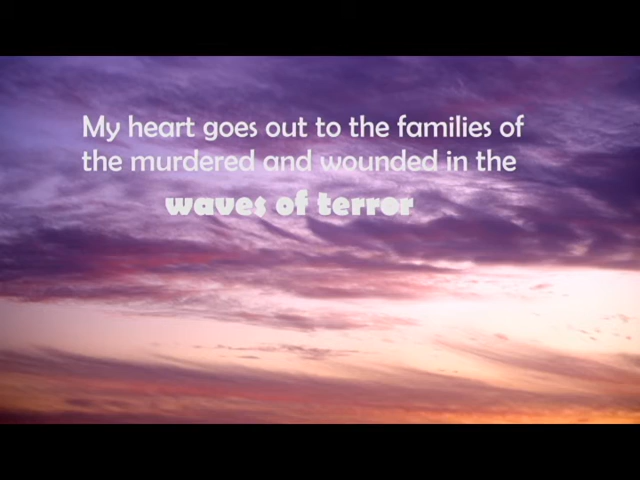 My heart goes out to the families of
the murdered and wounded in the
waves of terror